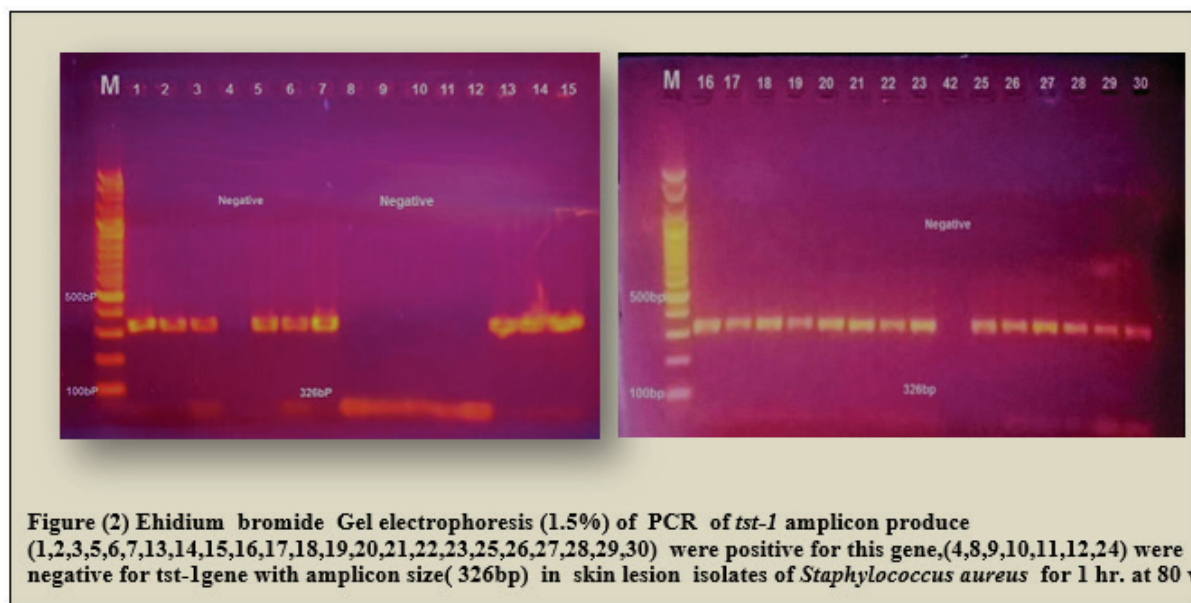 M 1 2 3 4 5 6 7 8 9 10 11 12 13 14 15
Negative Negative
500bP
100bP
326bP
M 16 17 18 19 20 21 22 23 42 25 26 27 28 29 30
Negative
500bp
100bp
326bp
Figure (2) Ehidium bromide Gel electrophoresis (1.5%) of PCR of tst-1 amplicon produce
(1,2,3,5,6,7,13,14,15,16,17,18,19,20,21,22,23,25,26,27,28,29,30) were positive for this gene,(4,8,9,10,11,12,24) were
negative for tst-1gene with amplicon size( 326bp) in skin lesion isolates of Staphylococcus aureus for 1 hr. at 80 v